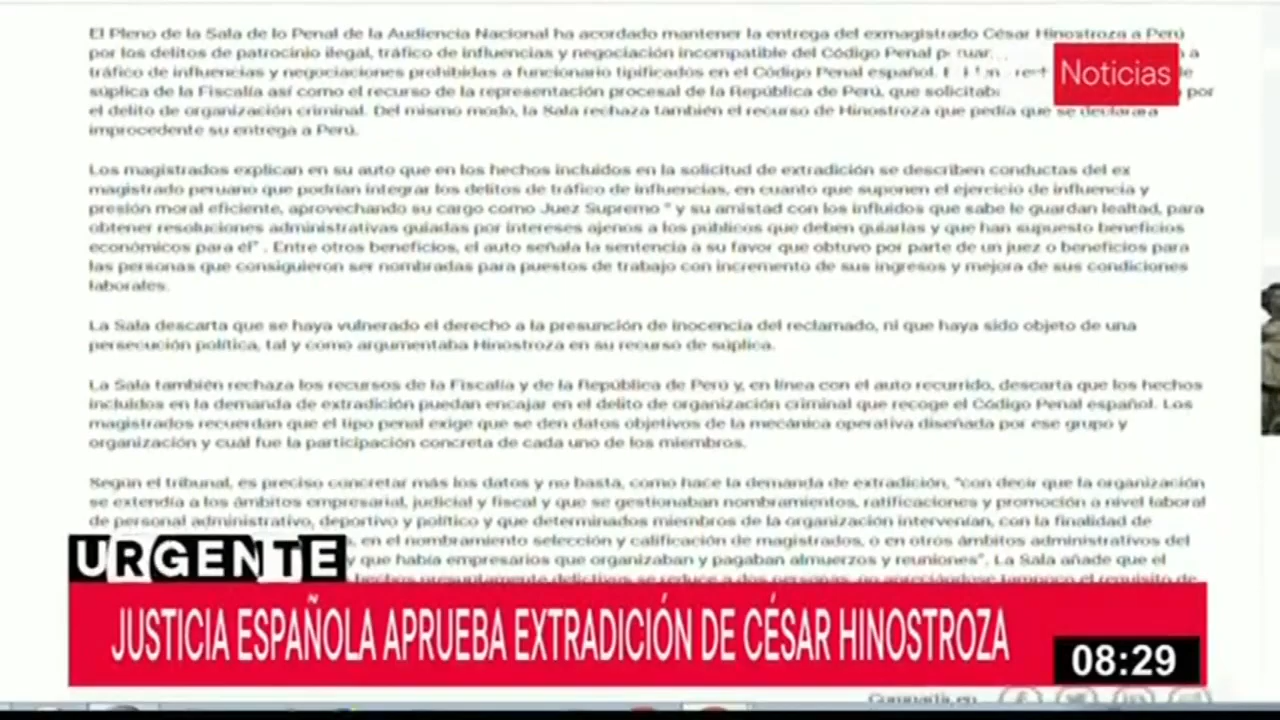 El Pleno de la Sala de lo Penal de la Audiencia Nacional ha acordado mantener la entrega del exmagistrado César Hinostroza a Perú
por los delitos de patrocinio ilegal, tráfico de influencias y negociación incompatible del Código Penal
tráfico de influencias y negociaciones prohibidas a funcionario tipificados en el Código Penal español.
Noticias
súplica de la Fiscalía así como el recurso de la representación procesal de la República de Perú, que por
el delito de organización criminal. Del mismo modo, la Sala rechaza también el recurso de Hinostroza que pedía que se declarara
improcedente su entrega a Perú.
Los magistrados explican en su auto que en los hechos incluidos en la solicitud de extradición se describen conductas del ex
magistrado peruano que podrían integrar los delitos de tráfico de influencias, en cuanto que suponen el ejercicio de influencia y
presión moral eficiente, aprovechando su cargo como Juez Supremo " y su amistad con los influidos que sabe le guardan lealtad, para
obtener resoluciones administrativas guiadas por intereses ajenos a los públicos que deben guiarlas y que han supuesto beneficios
económicos para él" . Entre otros beneficios, el auto señala la sentencia a su favor que obtuvo por parte de un juez o beneficios para
las personas que consiguieron ser nombradas para puestos de trabajo con incremento de sus ingresos y mejora de sus condiciones
laborales.
La Sala descarta que se haya vulnerado el derecho a la presunción de inocencia del reclamado, ni que haya sido objeto de una
persecución política, tal y como argumentaba Hinostroza en su recurso de súplica.
La Sala también rechaza los recursos de la Fiscalía y de la República de Perú y, en línea con el auto recurrido, descarta que los hechos
incluidos en la demanda de extradición puedan encajar en el delito de organización criminal que recoge el Código Penal español. Los
magistrados recuerdan que el tipo penal exige que se den datos objetivos de la mecánica operativa diseñada por ese grupo y
organización y cuál fue la participación concreta de cada uno de los miembros.
Según el tribunal, es preciso concretar más los datos y no basta, como hace la demanda de extradición, "con decir que la organización
se extendía a los ámbitos empresarial, judicial y fiscal y que se gestionaban nombramientos, ratificaciones y promoción a nivel laboral
de personal administrativo, deportivo y político y que determinados miembros de la organización intervenían, con la finalidad de
en el nombramiento selección y calificación de magistrados, o en otros ámbitos administrativos del
y que había empresarios que organizaban y pagaban almuerzos y reuniones". La Sala añade que el
hechos presuntamente delictivos se reduce a dos personas, no apreciándose tampoco el requisito de
URGENTE
JUSTICIA ESPAÑOLA APRUEBA EXTRADICIÓN DE CÉSAR HINOSTROZA
08:29